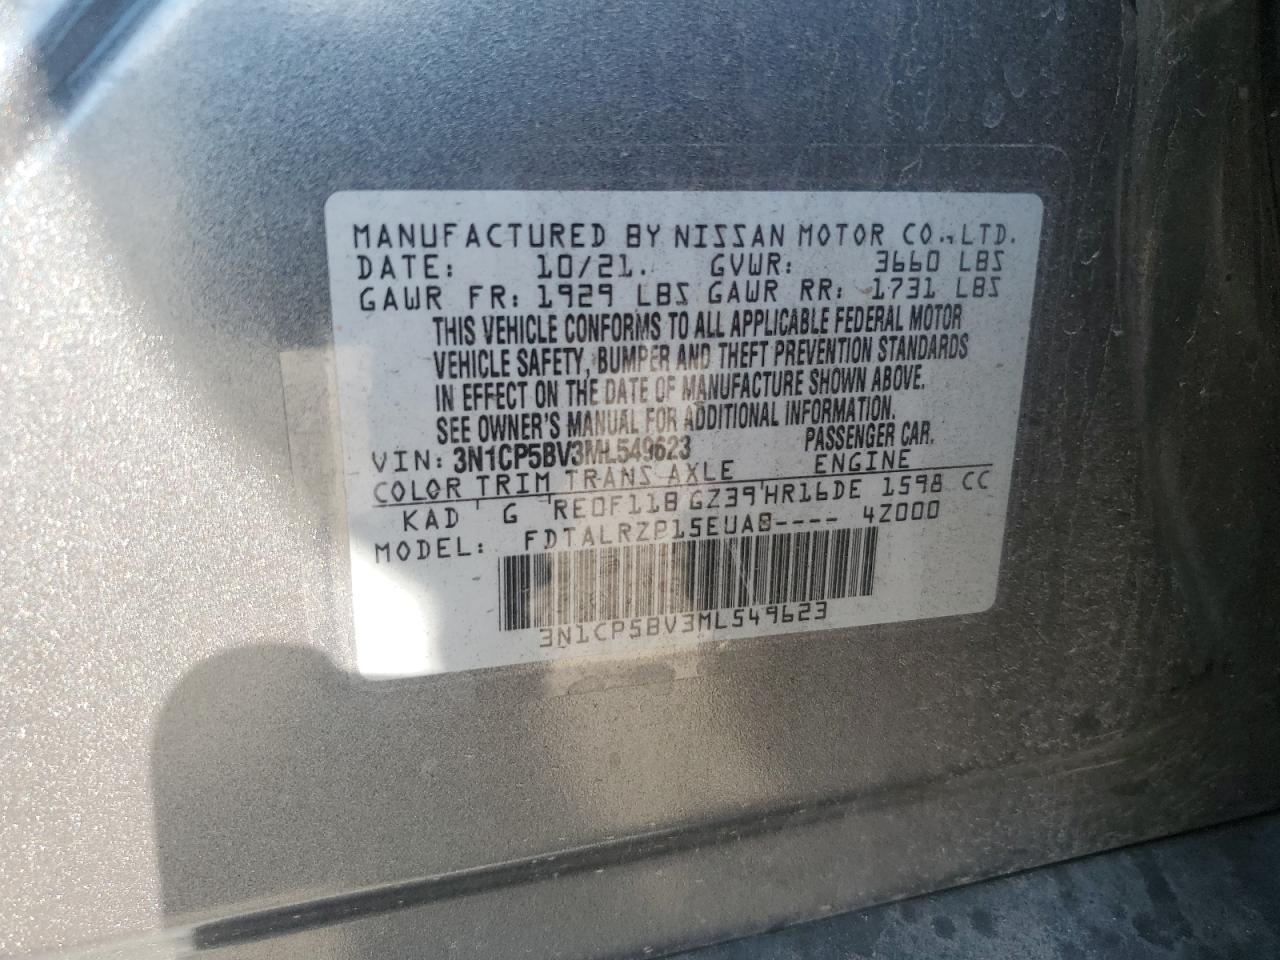 MANUFACTURED BY NISSAN MOTOR CO.,LTD.
DATE: 10/21. GVWR: 3660 LBS
GAWR FR: 1929 LBS GAWR RR: 1731 LBS
THIS VEHICLE CONFORMS TO ALL APPLICABLE FEDERAL MOTOR
VEHICLE SAFETY, BUMPER AND THEFT PREVENTION STANDARDS
IN EFFECT ON THE DATE OF MANUFACTURE SHOWN ABOVE.
SEE OWNER'S MANUAL FOR ADDITIONAL INFORMATION.
VIN: 3N1CP5BV3ML549623 PASSENGER CAR.
COLOR TRIM TRANS AXLE ENGINE
KAD G RE0F11B GZ39 HR16DE 1598 CC
MODEL: FDTALRZP15EUA8---- 4Z000
3N1CP5BV3ML549623